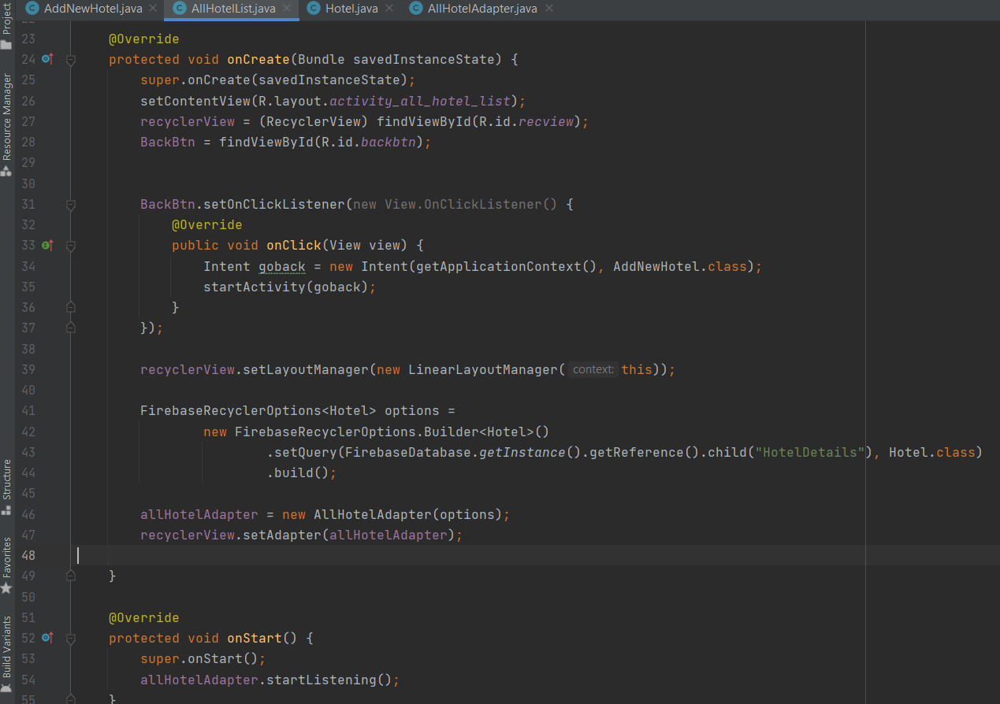 AddNewHotel.java AllHotelList.java Hotel.java AllHotelAdapter.java
Project
Resource Manager
Structure
Favorites
Build Variants
23 @Override
24 protected void onCreate(Bundle savedInstanceState) {
25 super.onCreate(savedInstanceState);
26 setContentView(R.layout.activity_all_hotel_list);
27 recyclerView = (RecyclerView) findViewById(R.id.recview);
28 BackBtn = findViewById(R.id.backbtn);
29
30
31 BackBtn.setOnClickListener(new View.OnClickListener() {
32 @Override
33 public void onClick(View view) {
34 Intent goback = new Intent(getApplicationContext(), AddNewHotel.class);
35 startActivity(goback);
36 }
37 });
38
39 recyclerView.setLayoutManager(new LinearLayoutManager( context: this));
40
41 FirebaseRecyclerOptions<Hotel> options =
42 new FirebaseRecyclerOptions.Builder<Hotel>()
43 .setQuery(FirebaseDatabase.getInstance().getReference().child("HotelDetails"), Hotel.class)
44 .build();
45
46 allHotelAdapter = new AllHotelAdapter(options);
47 recyclerView.setAdapter(allHotelAdapter);
48
49 }
50
51 @Override
52 protected void onStart() {
53 super.onStart();
54 allHotelAdapter.startListening();
55 }